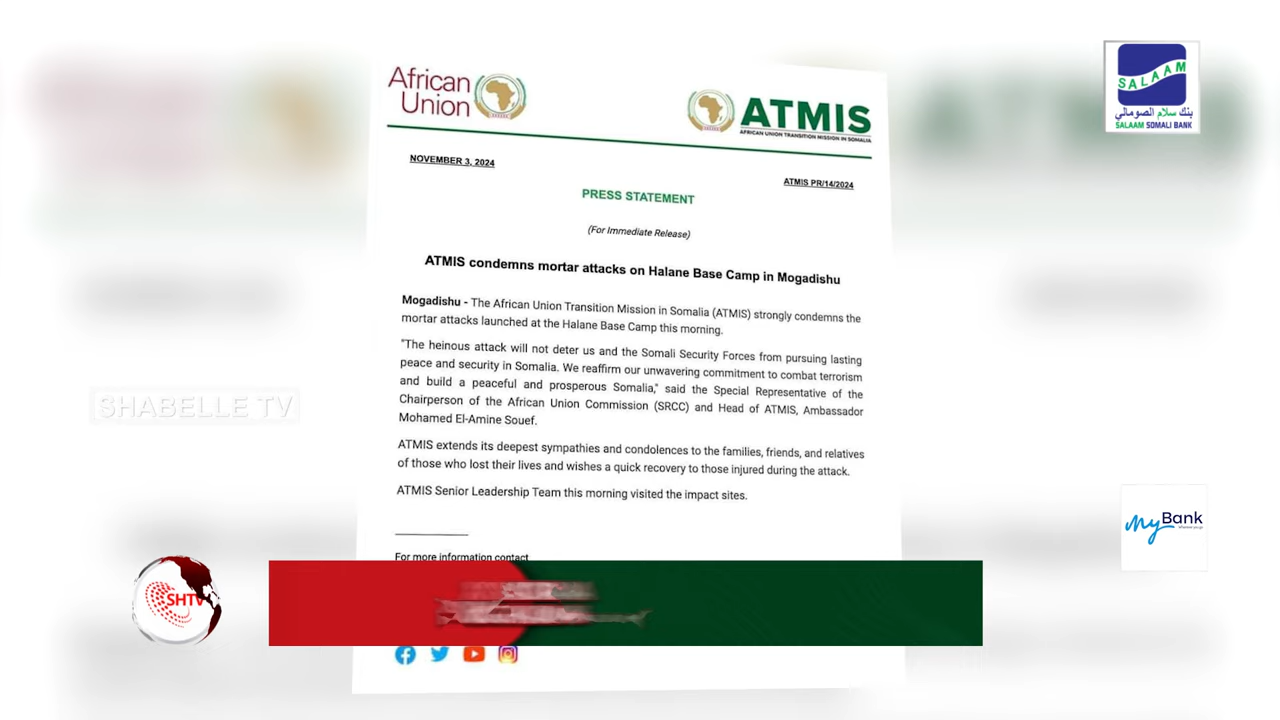 African
Union
ATMIS
AFRICAN UNION TRANSITION MISSION IN SOMALIA
SALAAM
بنك سلام الصومالي
SALAAM SOMALI BANK
NOVEMBER 3, 2024
ATMIS PR/14/2024
PRESS STATEMENT
(For Immediate Release)
ATMIS condemns mortar attacks on Halane Base Camp in Mogadishu
Mogadishu - The African Union Transition Mission in Somalia (ATMIS) strongly condemns the
mortar attacks launched at the Halane Base Camp this morning.
"The heinous attack will not deter us and the Somali Security Forces from pursuing lasting
peace and security in Somalia. We reaffirm our unwavering commitment to combat terrorism
and build a peaceful and prosperous Somalia," said the Special Representative of the
Chairperson of the African Union Commission (SRCC) and Head of ATMIS, Ambassador
Mohamed El-Amine Souef.
SHABELLE TV
ATMIS extends its deepest sympathies and condolences to the families, friends, and relatives
of those who lost their lives and wishes a quick recovery to those injured during the attack.
ATMIS Senior Leadership Team this morning visited the impact sites.
MyBank
For more information contact
SHTV